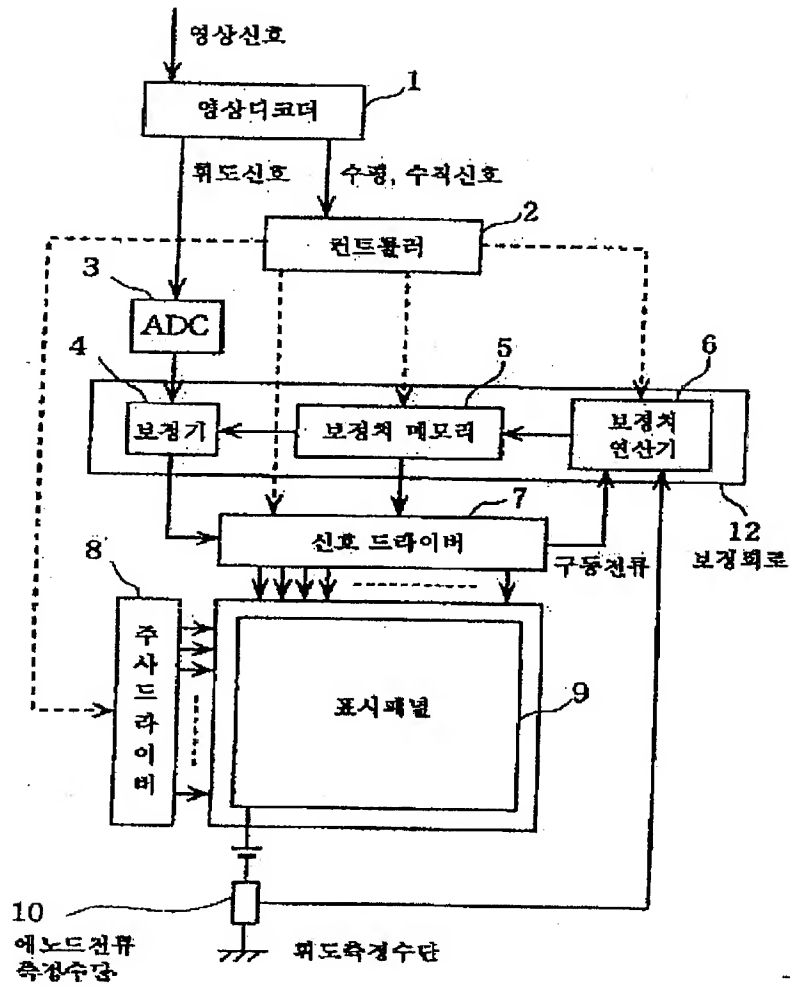 영상신호
1
영상디코더
휘도신호
수평, 수직신호
2
컨트롤러
3
ADC
4
5
6
보정기
보정치 메모리
보정치
연산기
7
신호 드라이버
12
보정회로
구동전류
8
주사드라이버
표시패널
9
10
에노드전류
측정수단
휘도측정수단